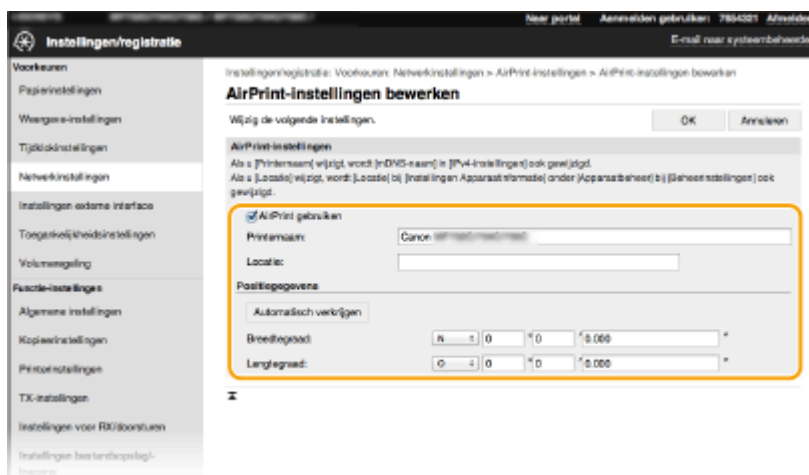 Naar portal Aanmelden gebruiker: 7654321 Afmelden
Instellingen/registratie
E-mail naar systeembeheerde
Voorkeuren
Papierinstellingen
Weergave-instellingen
Tijdklokinstellingen
Netwerkinstellingen
Instellingen externe interface
Toegankelijkheidsinstellingen
Volumeregeling
Functie-instellingen
Algemene instellingen
Kopieerinstellingen
Printerinstellingen
TX-instellingen
Instellingen voor RX/doorsturen
Instellingen bestandsopslag/-
Instellingen/registratie: Voorkeuren: Netwerkinstellingen > AirPrint-instellingen > AirPrint-instellingen bewerken
AirPrint-instellingen bewerken
Wijzig de volgende instellingen.
OK Annuleren
AirPrint-instellingen
Als u [Printernaam] wijzigt, wordt [mDNS-naam] in [IPv4-instellingen] ook gewijzigd.
Als u [Locatie] wijzigt, wordt [Locatie] bij [Instellingen Apparaatinformatie] onder [Apparaatbeheer] bij [Beheerinstellingen] ook
gewijzigd.
AirPrint gebruiken
Printernaam: Canon
Locatie:
Positiegegevens
Automatisch verkrijgen
Breedtegraad: N 0 ° 0 ' 0.000 "
Lengtegraad: O 0 ° 0 ' 0.000 "